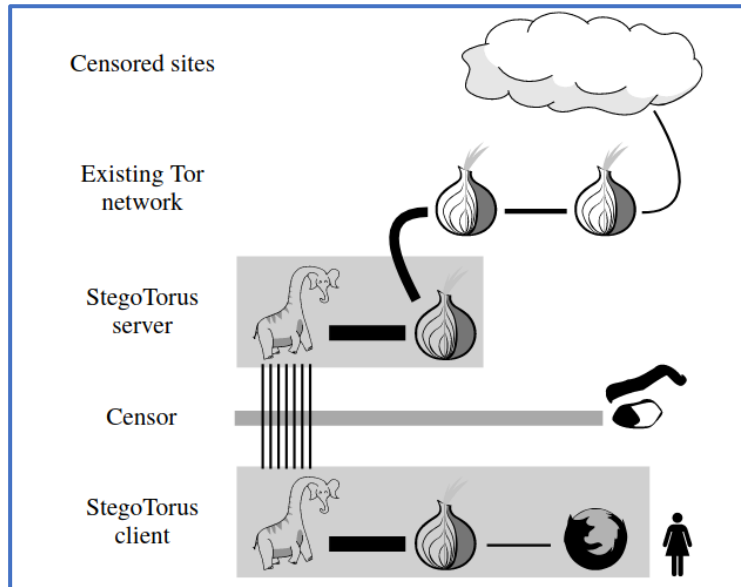 Censored sites
Existing Tor
network
StegoTorus
server
Censor
StegoTorus
client